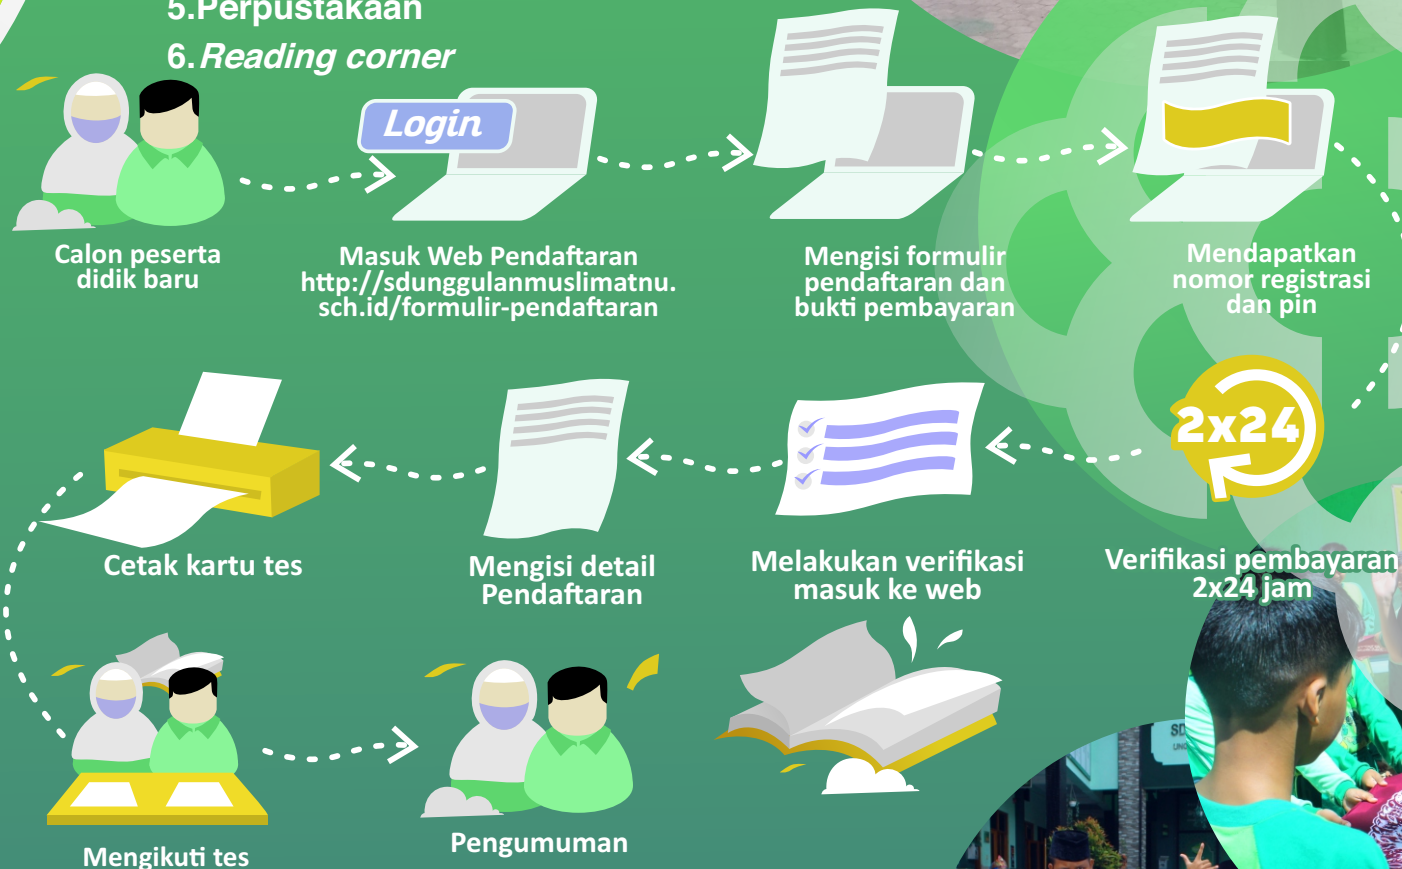 5.Perpustakaan
6.Reading corner
Login
Calon peserta
didik baru
Masuk Web Pendaftaran
http://sdunggulanmuslimatnu.
sch.id/formulir-pendaftaran
Mengisi formulir
pendaftaran dan
bukti pembayaran
Mendapatkan
nomor registrasi
dan pin
2x24
Verifikasi pembayaran
2x24 jam
Melakukan verifikasi
masuk ke web
Mengisi detail
Pendaftaran
Cetak kartu tes
Mengikuti tes
Pengumuman
SD